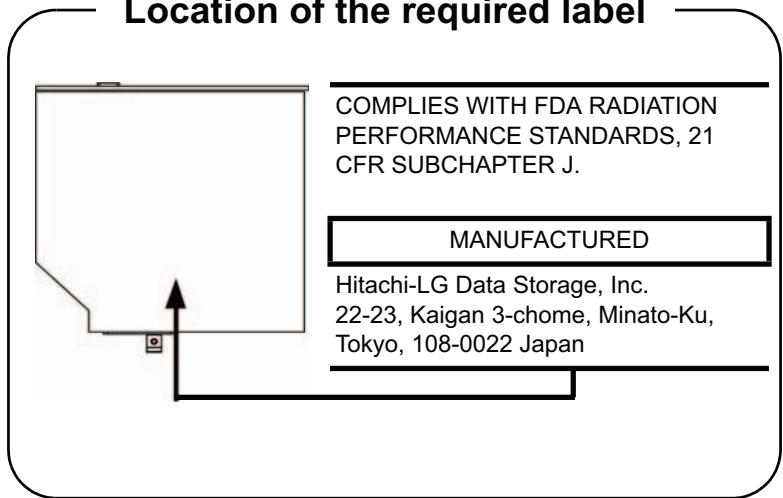 Location of the required label
COMPLIES WITH FDA RADIATION
PERFORMANCE STANDARDS, 21
CFR SUBCHAPTER J.
MANUFACTURED
Hitachi-LG Data Storage, Inc.
22-23, Kaigan 3-chome, Minato-Ku,
Tokyo, 108-0022 Japan